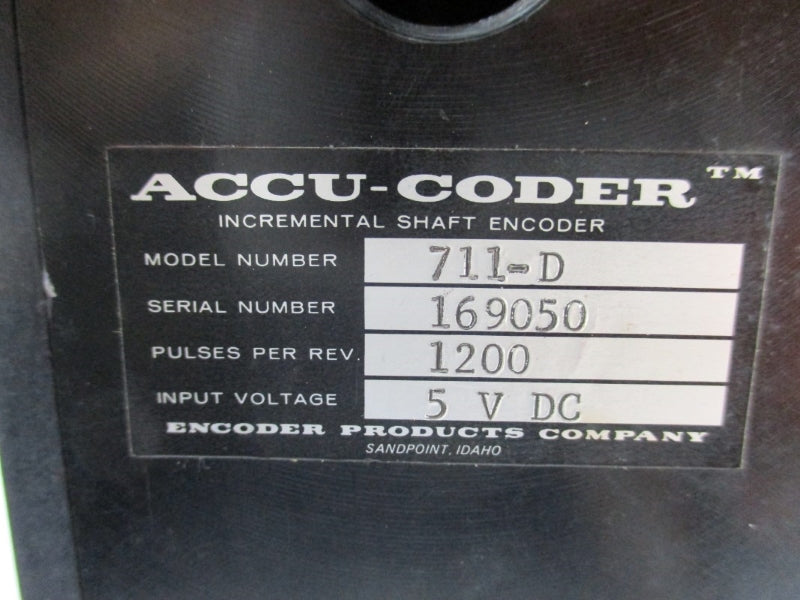 ACCU-CODER™
INCREMENTAL SHAFT ENCODER
MODEL NUMBER 711-D
SERIAL NUMBER 169050
PULSES PER REV. 1200
INPUT VOLTAGE 5 V DC
ENCODER PRODUCTS COMPANY
SANDPOINT, IDAHO